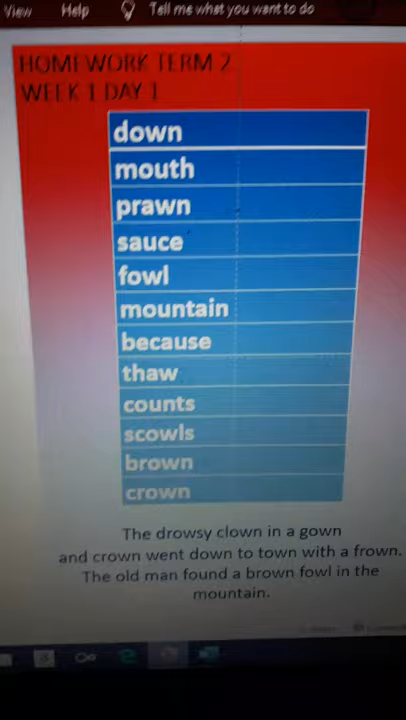 View Help Tell me what you want to do
HOMEWORK TERM 2
WEEK 1 DAY 1
down
mouth
prawn
sauce
fowl
mountain
because
thaw
counts
scowls
brown
crown
The drowsy clown in a gown
and crown went down to town with a frown.
The old man found a brown fowl in the
mountain.